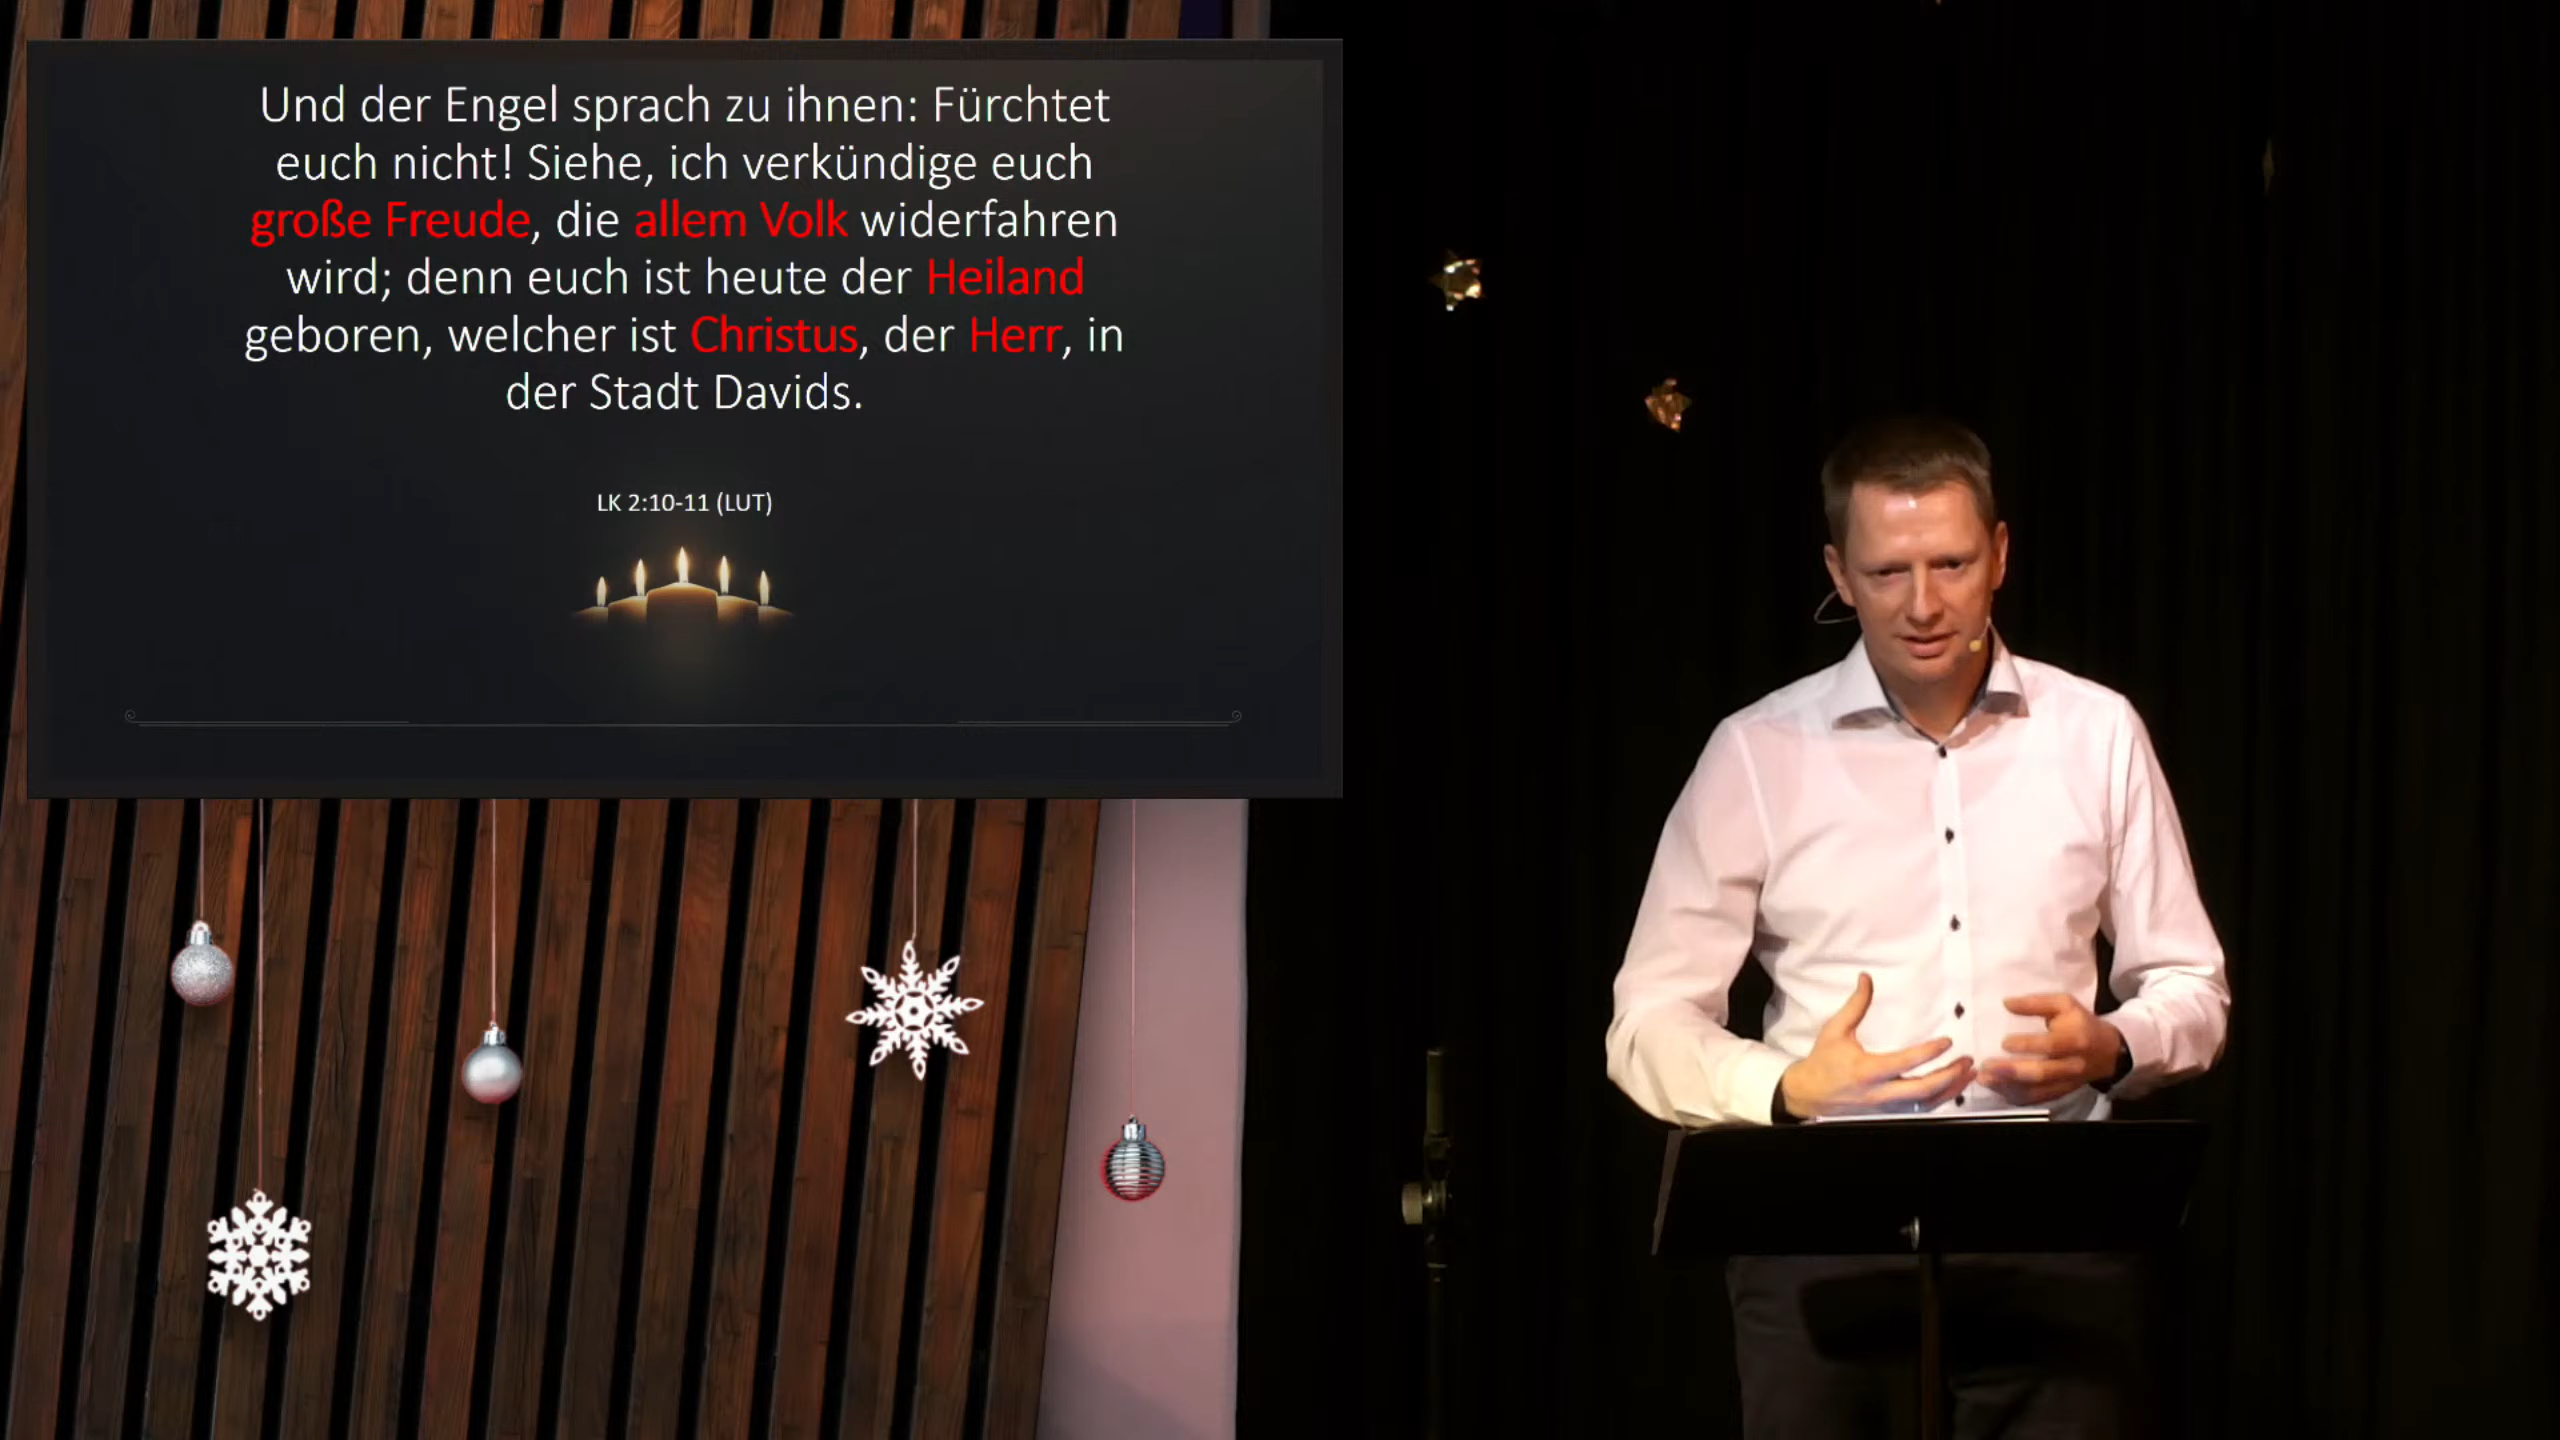 Und der Engel sprach zu ihnen: Fürchtet
euch nicht! Siehe, ich verkündige euch
große Freude, die allem Volk widerfahren
wird; denn euch ist heute der Heiland
geboren, welcher ist Christus, der Herr, in
der Stadt Davids.
LK 2:10-11 (LUT)